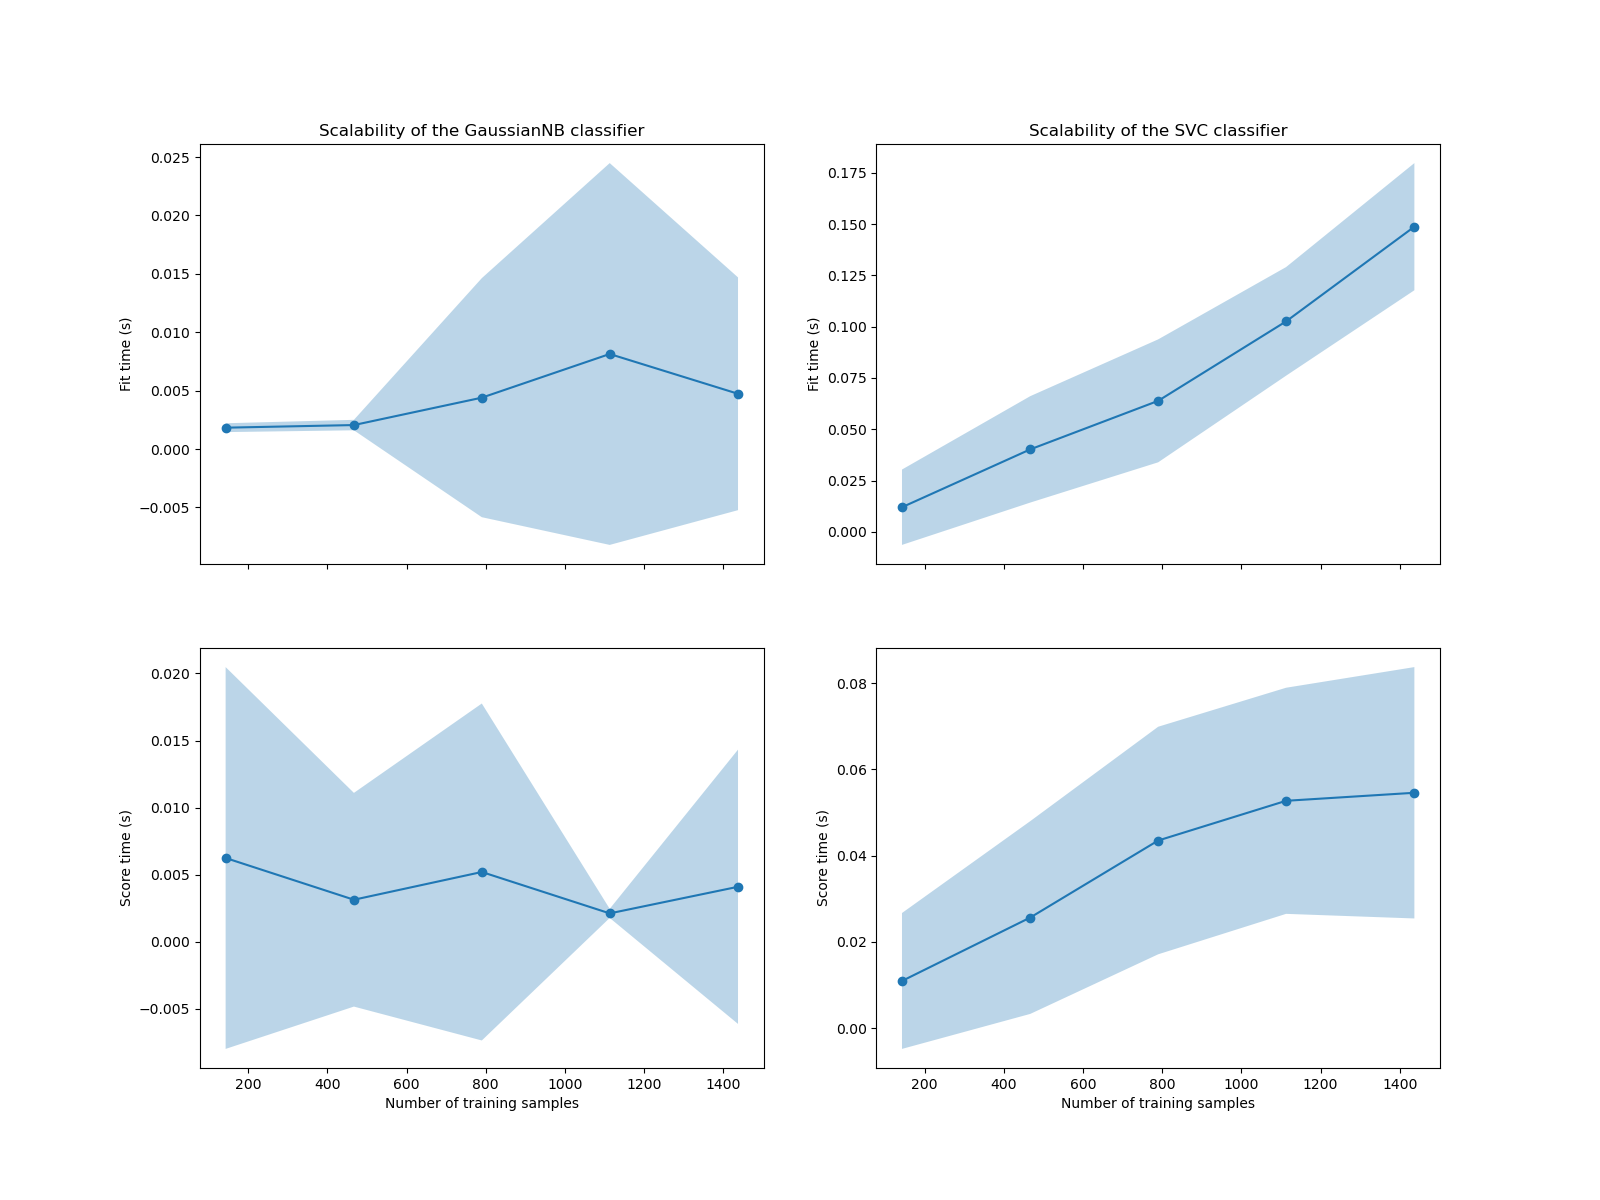 Scalability of the GaussianNB classifier
Fit time (s)
0.025
0.020
0.015
0.010
0.005
0.000
−0.005
Scalability of the SVC classifier
Fit time (s)
0.175
0.150
0.125
0.100
0.075
0.050
0.025
0.000
Score time (s)
0.020
0.015
0.010
0.005
0.000
−0.005
200 400 600 800 1000 1200 1400
Number of training samples
Score time (s)
0.08
0.06
0.04
0.02
0.00
200 400 600 800 1000 1200 1400
Number of training samples